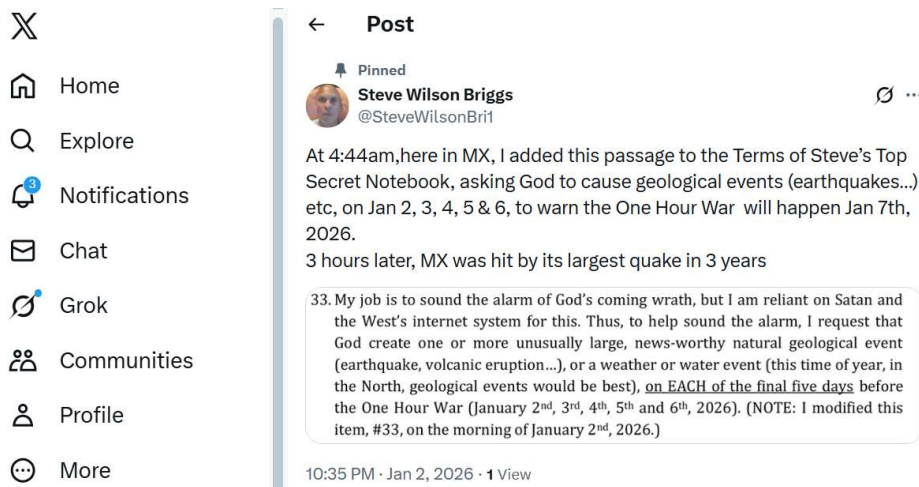 Home
Explore
3
Notifications
Chat
Grok
Communities
Profile
More
← Post
Pinned
Steve Wilson Briggs
@SteveWilsonBri1
At 4:44am,here in MX, I added this passage to the Terms of Steve’s Top
Secret Notebook, asking God to cause geological events (earthquakes...)
etc, on Jan 2, 3, 4, 5 & 6, to warn the One Hour War  will happen Jan 7th,
2026.
3 hours later, MX was hit by its largest quake in 3 years
33. My job is to sound the alarm of God’s coming wrath, but I am reliant on Satan and
the West’s internet system for this. Thus, to help sound the alarm, I request that
God create one or more unusually large, news-worthy natural geological event
(earthquake, volcanic eruption...), or a weather or water event (this time of year, in
the North, geological events would be best), on EACH of the final five days before
the One Hour War (January 2nd, 3rd, 4th, 5th and 6th, 2026). (NOTE: I modified this
item, #33, on the morning of January 2nd, 2026.)
10:35 PM · Jan 2, 2026 · 1 View